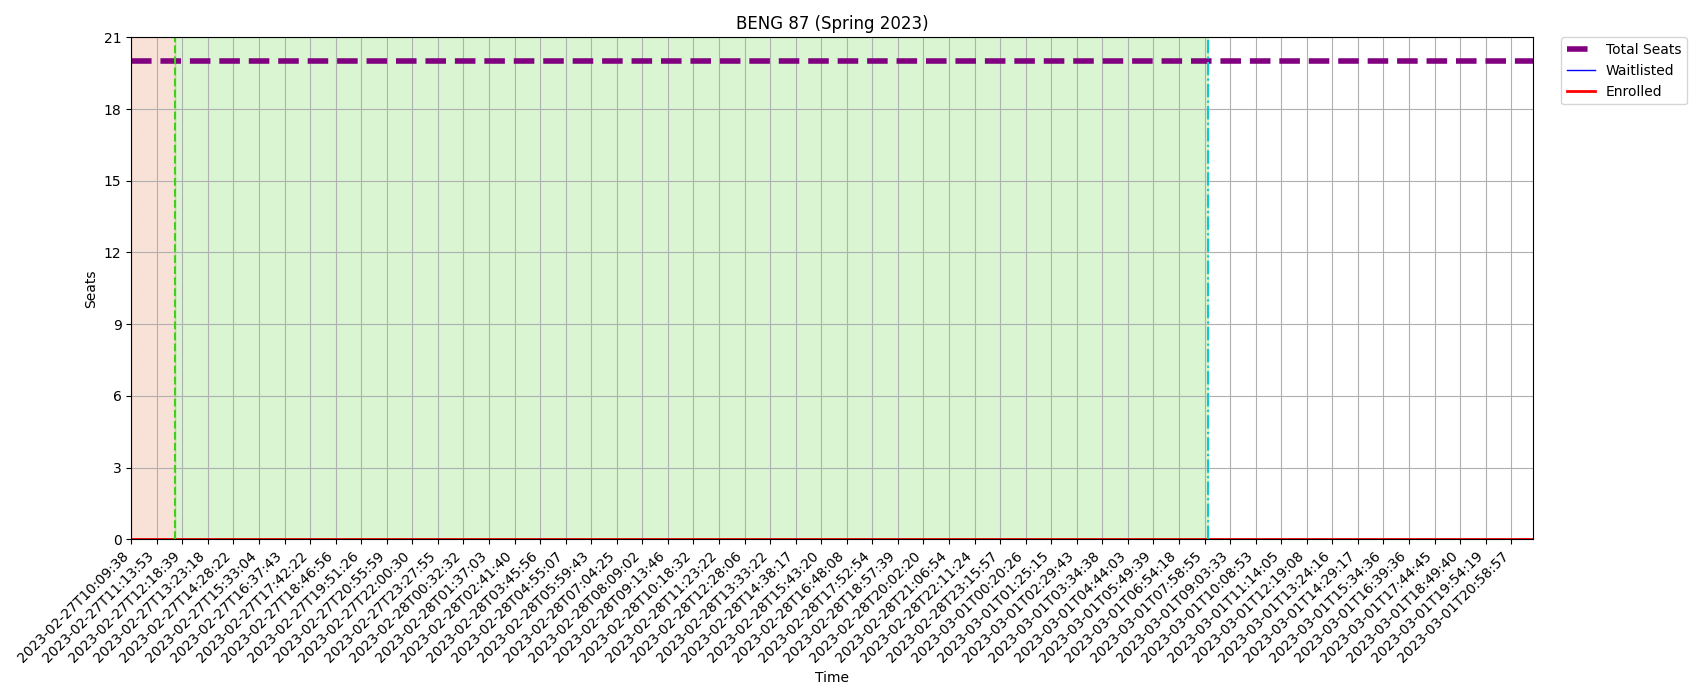 BENG 87 (Spring 2023)
Total Seats
Waitlisted
Enrolled
21
18
15
12
9
6
3
0
Seats
2023-02-27T10:09:38
2023-02-27T11:13:53
2023-02-27T12:18:39
2023-02-27T13:23:18
2023-02-27T14:28:22
2023-02-27T15:33:04
2023-02-27T16:37:43
2023-02-27T17:42:22
2023-02-27T18:46:56
2023-02-27T19:51:26
2023-02-27T20:55:59
2023-02-27T22:00:30
2023-02-27T23:27:55
2023-02-28T00:32:32
2023-02-28T01:37:03
2023-02-28T02:41:40
2023-02-28T03:45:56
2023-02-28T04:55:07
2023-02-28T05:59:43
2023-02-28T07:04:25
2023-02-28T08:09:02
2023-02-28T09:13:46
2023-02-28T10:18:32
2023-02-28T11:23:22
2023-02-28T12:28:06
2023-02-28T13:33:22
2023-02-28T14:38:17
2023-02-28T15:43:20
2023-02-28T16:48:08
2023-02-28T17:52:54
2023-02-28T18:57:39
2023-02-28T20:02:20
2023-02-28T21:06:54
2023-02-28T22:11:24
2023-02-28T23:15:57
2023-03-01T00:20:26
2023-03-01T01:25:15
2023-03-01T02:29:43
2023-03-01T03:34:38
2023-03-01T04:44:03
2023-03-01T05:49:39
2023-03-01T06:54:18
2023-03-01T07:58:55
2023-03-01T09:03:33
2023-03-01T10:08:53
2023-03-01T11:14:05
2023-03-01T12:19:08
2023-03-01T13:24:16
2023-03-01T14:29:17
2023-03-01T15:34:36
2023-03-01T16:39:36
2023-03-01T17:44:45
2023-03-01T18:49:40
2023-03-01T19:54:19
2023-03-01T20:58:57
Time